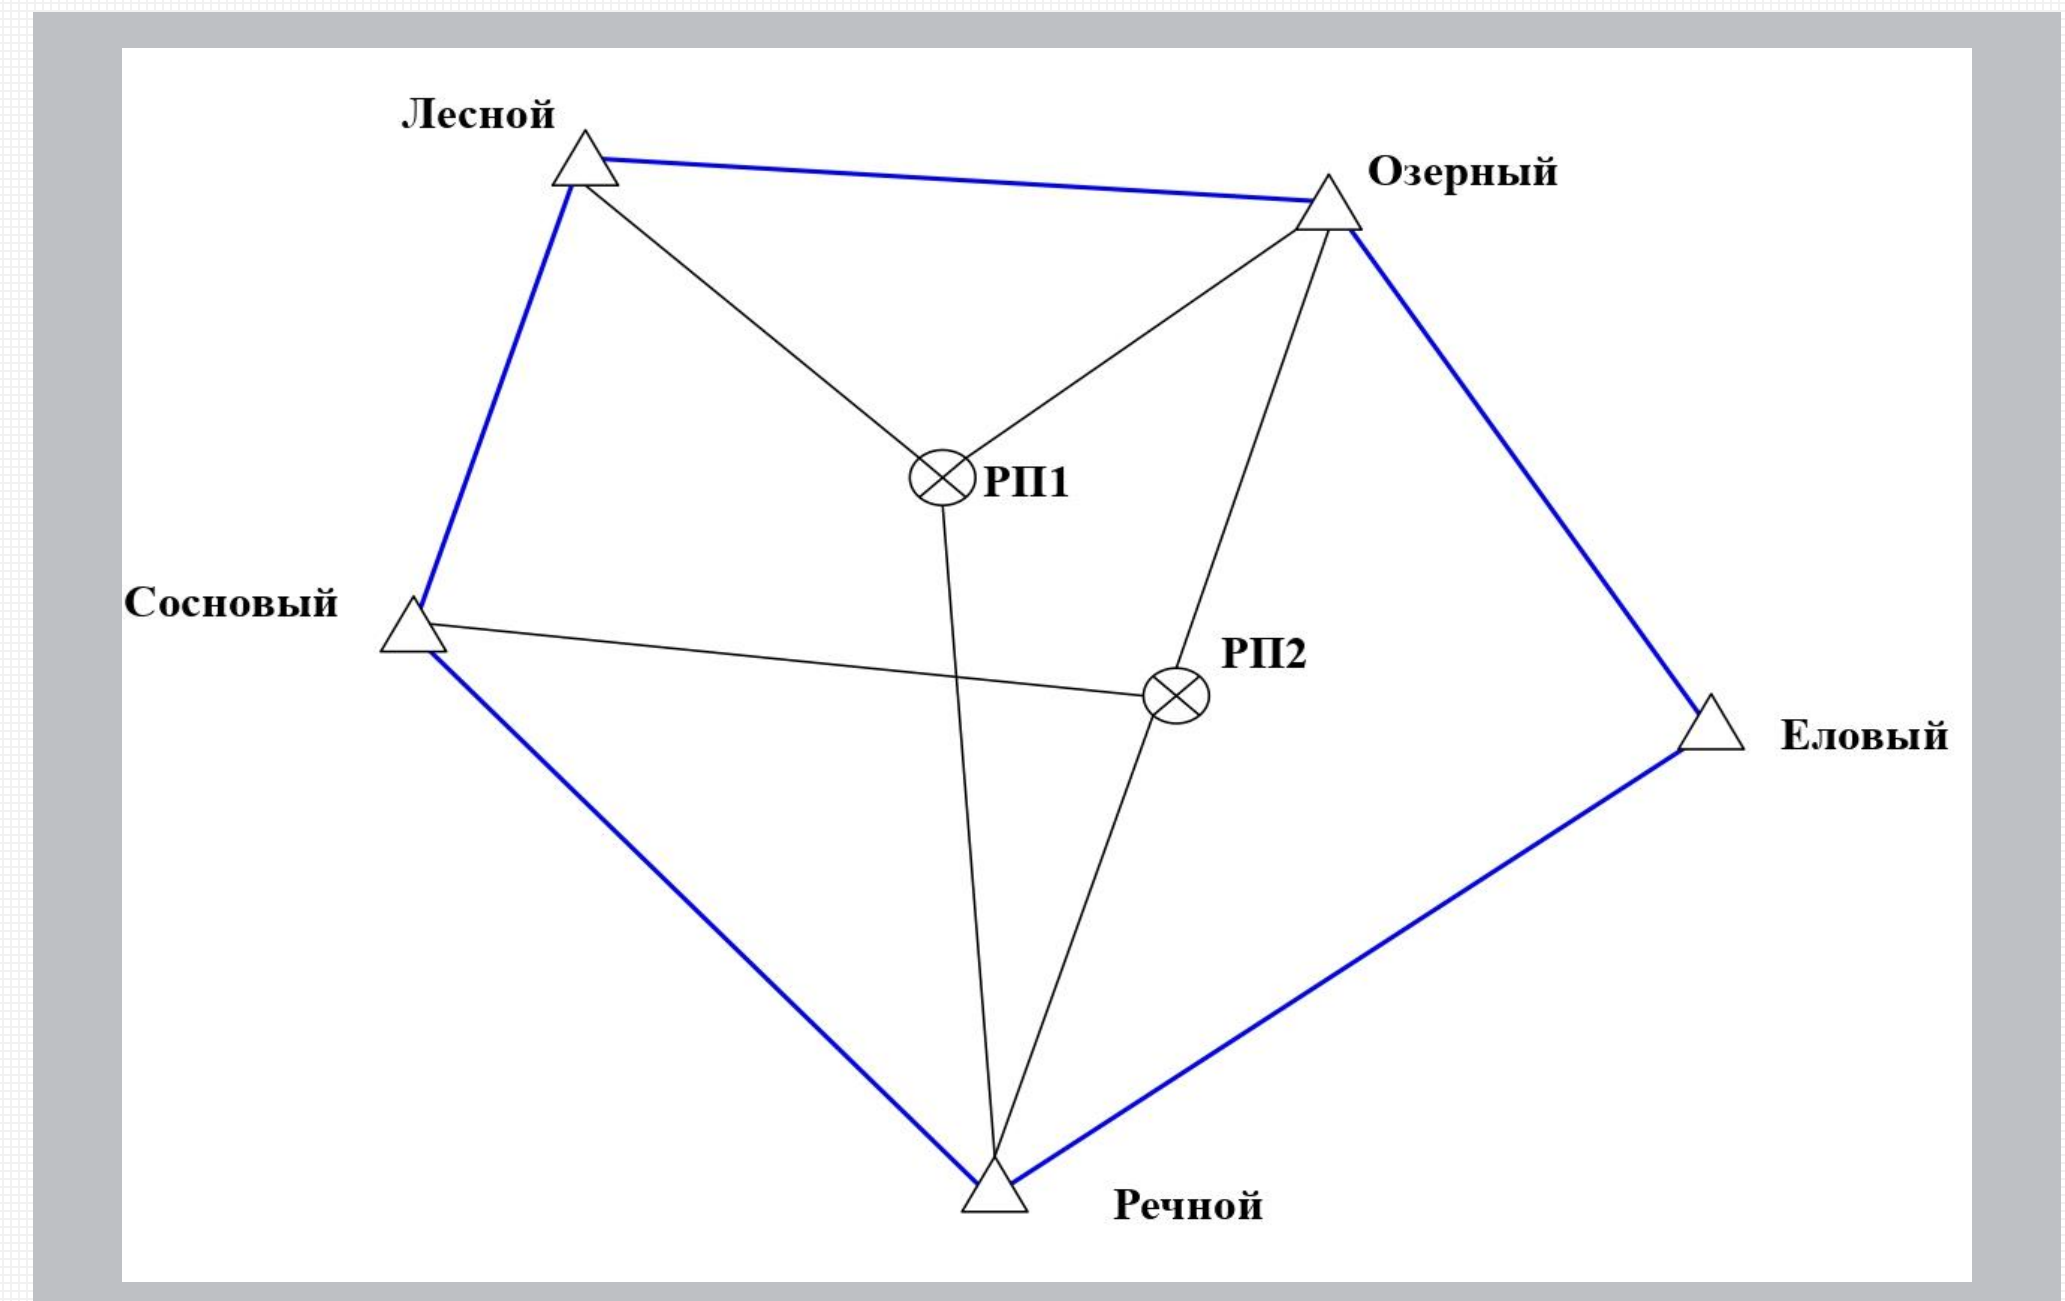 Лесной
Озерный
РП1
Сосновый
РП2
Еловый
Речной